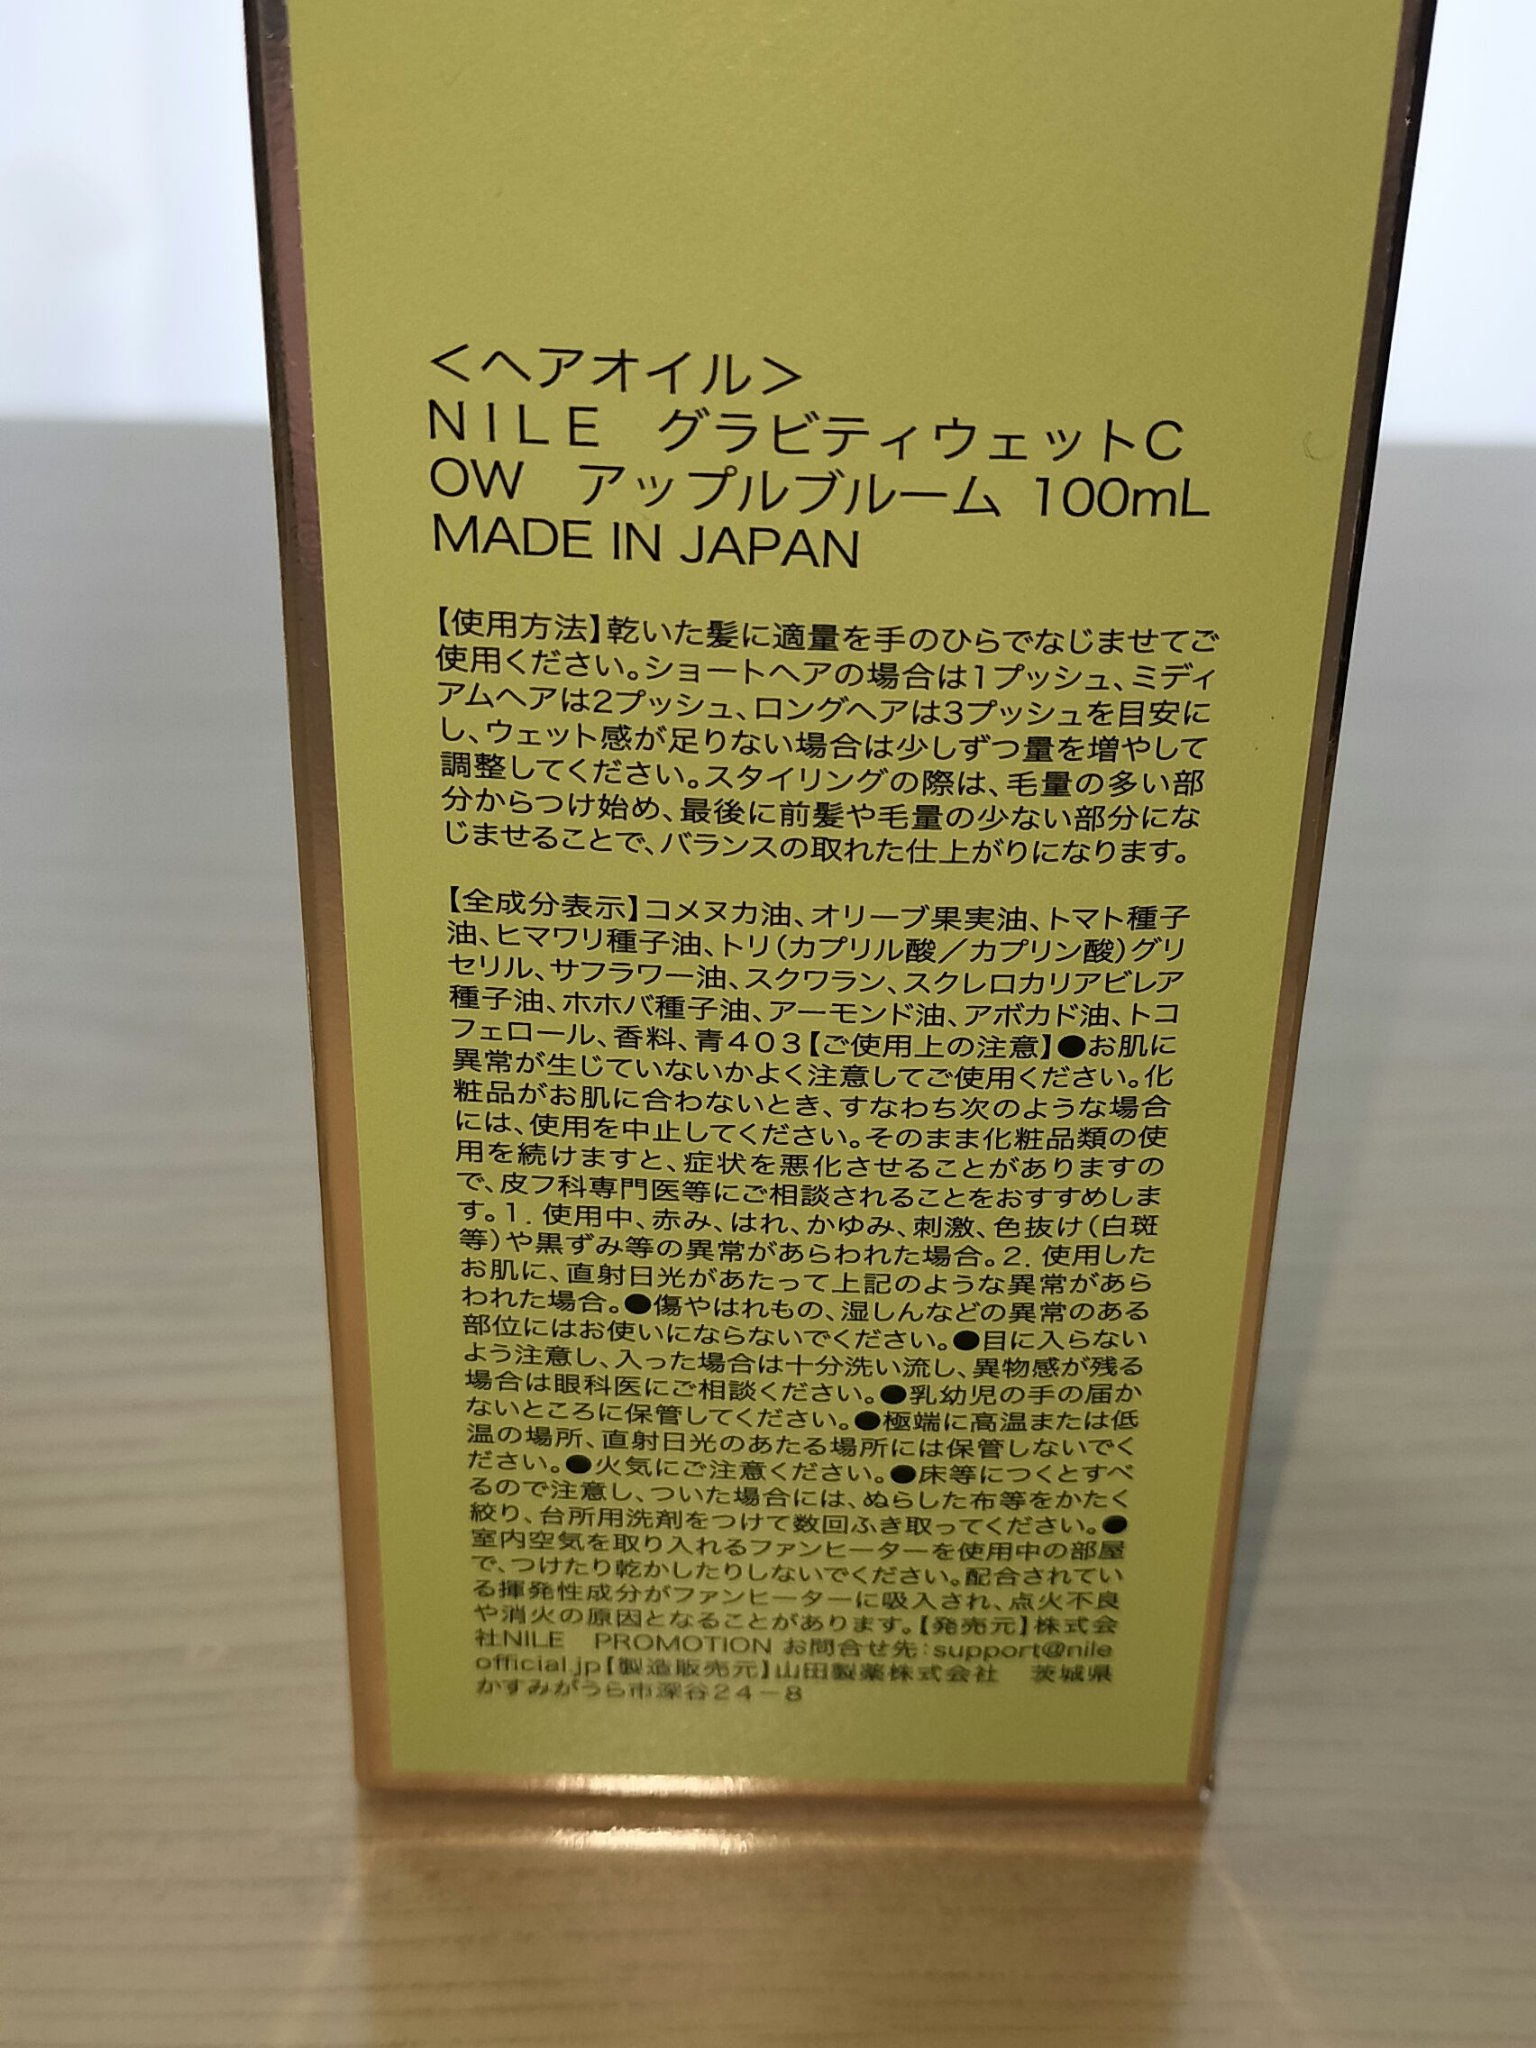 ＜ヘアオイル＞
ＮＩＬＥ　グラビティウェットC
OW　アップルブルーム 100mL
MADE IN JAPAN
【使用方法】乾いた髪に適量を手のひらでなじませてご
使用ください。ショートヘアの場合は1プッシュ、ミディ
アムヘアは2プッシュ、ロングヘアは3プッシュを目安に
し、ウェット感が足りない場合は少しずつ量を増やして
調整してください。スタイリングの際は、毛量の多い部
分からつけ始め、最後に前髪や毛量の少ない部分にな
じませることで、バランスの取れた仕上がりになります。
【全成分表示】コメヌカ油、オリーブ果実油、トマト種子
油、ヒマワリ種子油、トリ（カプリル酸／カプリン酸）グリ
セリル、サフラワー油、スクワラン、スクレロカリアビレア
種子油、ホホバ種子油、アーモンド油、アボカド油、トコ
フェロール、香料、青４０３【ご使用上の注意】●お肌に
異常が生じていないかよく注意してご使用ください。化
粧品がお肌に合わないとき、すなわち次のような場合
には、使用を中止してください。そのまま化粧品類の使
用を続けますと、症状を悪化させることがありますの
で、皮フ科専門医等にご相談されることをおすすめしま
す。1. 使用中、赤み、はれ、かゆみ、刺激、色抜け（白斑
等）や黒ずみ等の異常があらわれた場合。2. 使用した
お肌に、直射日光があたって上記のような異常があら
われた場合。●傷やはれもの、湿しんなどの異常のある
部位にはお使いにならないでください。●目に入らない
よう注意し、入った場合は十分洗い流し、異物感が残る
場合は眼科医にご相談ください。●乳幼児の手の届か
ないところに保管してください。●極端に高温または低
温の場所、直射日光のあたる場所には保管しないでく
ださい。●火気にご注意ください。●床等につくとすべ
るので注意し、ついた場合には、ぬらした布等をかたく
絞り、台所用洗剤をつけて数回ふき取ってください。●
室内空気を取り入れるファンヒーターを使用中の部屋
で、つけたり乾かしたりしないでください。配合されてい
る揮発性成分がファンヒーターに吸入され、点火不良
や消火の原因となることがあります。【発売元】株式会
社NILE　PROMOTION お問合せ先：support@nile
official.jp【製造販売元】山田製薬株式会社　茨城県
かすみがうら市深谷２４－８